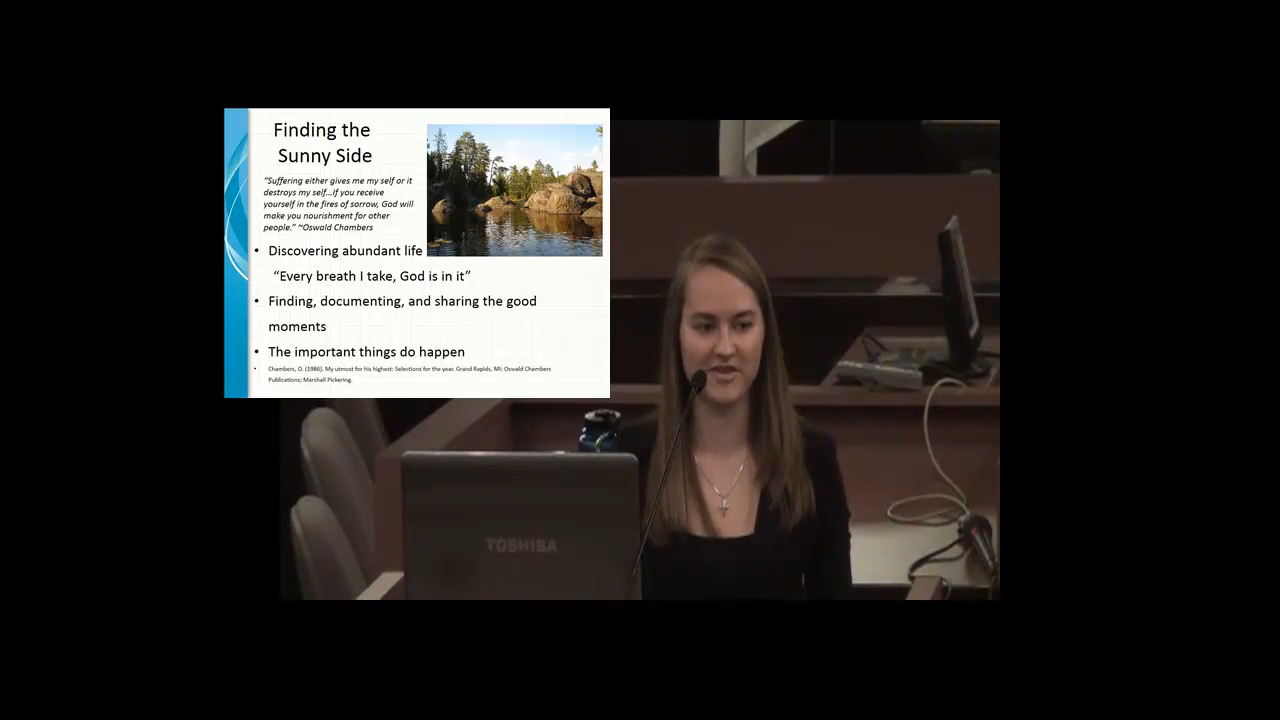 Finding the
Sunny Side
“Suffering either gives me my self or it
destroys my self...If you receive
yourself in the fires of sorrow, God will
make you nourishment for other
people.” ~Oswald Chambers
• Discovering abundant life
“Every breath I take, God is in it”
• Finding, documenting, and sharing the good
moments
• The important things do happen
• Chambers, O. (1986). My utmost for his highest: Selections for the year. Grand Rapids, MI: Oswald Chambers
Publications; Marshall Pickering.
TOSHIBA